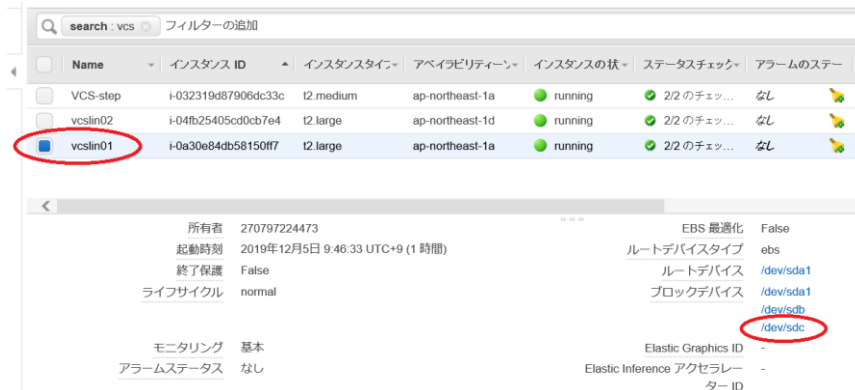 search : vcs フィルターの追加
Name インスタンス ID インスタンスタイプ アベイラビリティーン インスタンスの状 ステータスチェック アラームのステー
VCS-step i-032319d87906dc33c t2.medium ap-northeast-1a running 2/2 のチェッ... なし
vcslin02 i-04fb25405cd0cb7e4 t2.large ap-northeast-1d running 2/2 のチェッ... なし
vcslin01 i-0a30e84db58150ff7 t2.large ap-northeast-1a running 2/2 のチェッ... なし
所有者 270797224473 EBS 最適化 False
起動時刻 2019年12月5日 9:46:33 UTC+9 (1 時間) ルートデバイスタイプ ebs
終了保護 False ルートデバイス /dev/sda1
ライフサイクル normal ブロックデバイス /dev/sda1
/dev/sdb
/dev/sdc
モニタリング 基本 Elastic Graphics ID -
アラームステータス なし Elastic Inference アクセラレー -
ター ID